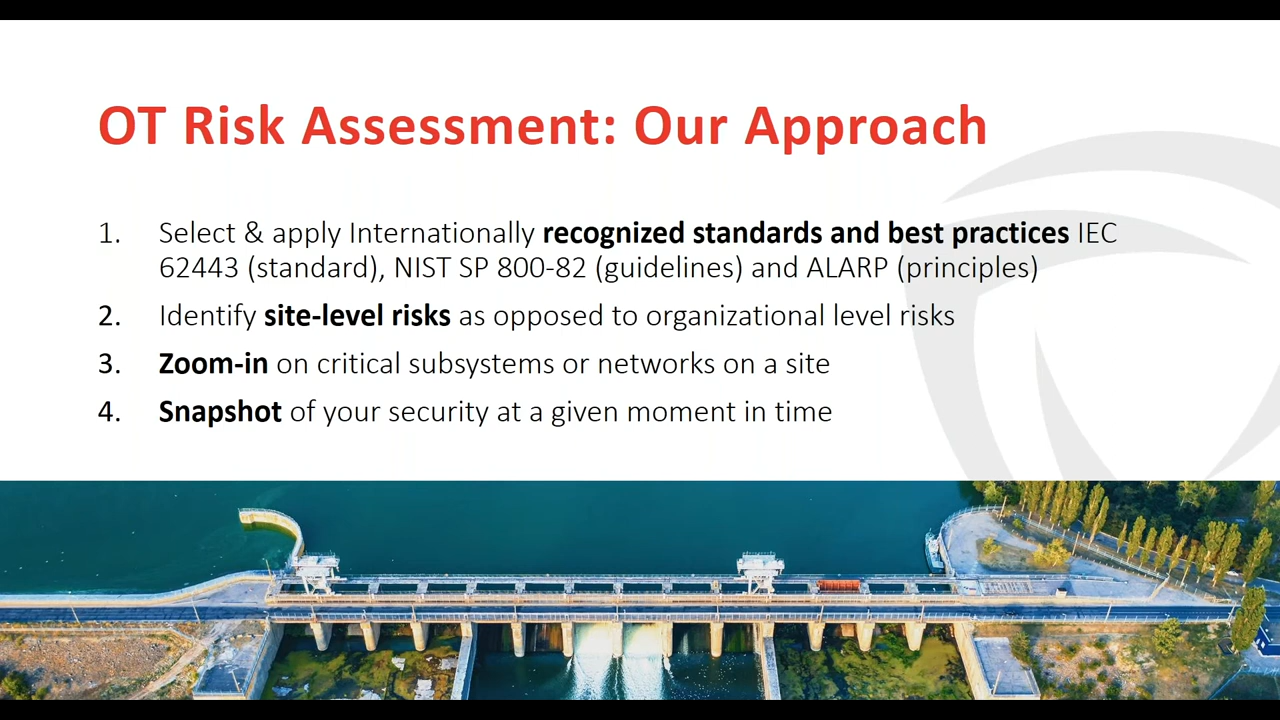 OT Risk Assessment: Our Approach
1. Select & apply Internationally recognized standards and best practices IEC
62443 (standard), NIST SP 800-82 (guidelines) and ALARP (principles)
2. Identify site-level risks as opposed to organizational level risks
3. Zoom-in on critical subsystems or networks on a site
4. Snapshot of your security at a given moment in time